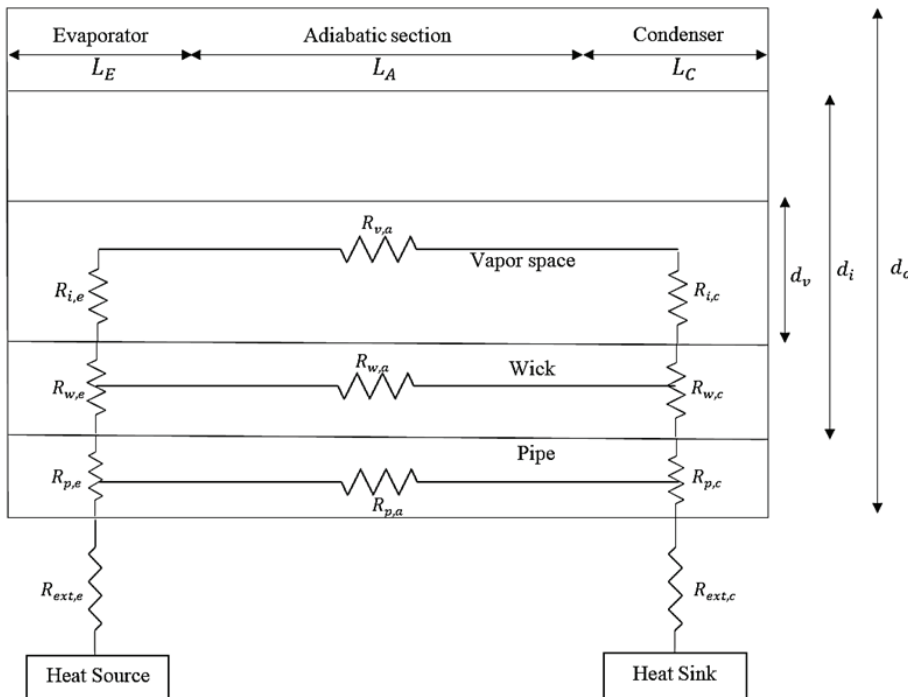 Evaporator
Adiabatic section
Condenser
L_E
L_A
L_C
R_{v,a}
Vapor space
R_{i,e}
R_{i,c}
d_v
d_i
d_o
R_{w,a}
Wick
R_{w,e}
R_{w,c}
Pipe
R_{p,e}
R_{p,c}
R_{p,a}
R_{ext,e}
R_{ext,c}
Heat Source
Heat Sink